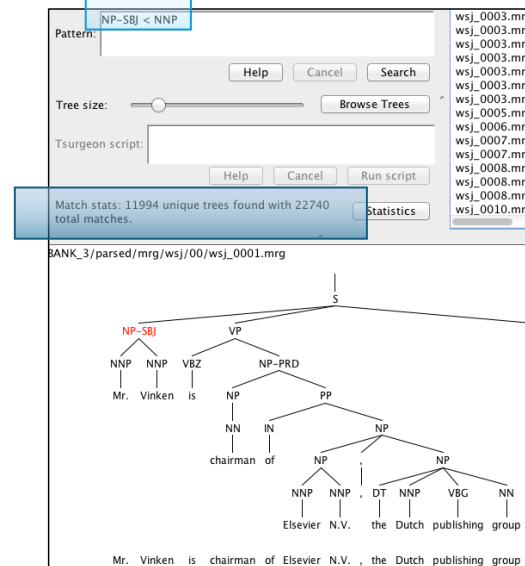 NP-SBJ < NNP
Pattern:
Help Cancel Search
Tree size: Browse Trees
Tsurgeon script:
Help Cancel Run script
Match stats: 11994 unique trees found with 22740
total matches.
Statistics
wsj_0003.mr
wsj_0003.mr
wsj_0003.mr
wsj_0003.mr
wsj_0003.mr
wsj_0003.mr
wsj_0003.mr
wsj_0005.mr
wsj_0006.mr
wsj_0007.mr
wsj_0007.mr
wsj_0008.mr
wsj_0008.mr
wsj_0008.mr
wsj_0010.mr
BANK_3/parsed/mrg/wsj/00/wsj_0001.mrg
S
NP-SBJ VP
NNP NNP VBZ NP-PRD
Mr. Vinken is NP PP
NN IN NP
chairman of NP , NP
NNP NNP , DT NNP VBG NN
Elsevier N.V. the Dutch publishing group
Mr. Vinken is chairman of Elsevier N.V. , the Dutch publishing group